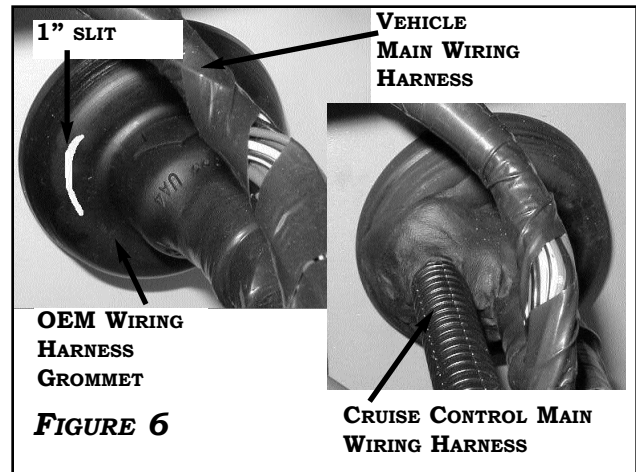 1" SLIT
VEHICLE
MAIN WIRING
HARNESS
OEM WIRING
HARNESS
GROMMET
CRUISE CONTROL MAIN
WIRING HARNESS
FIGURE 6